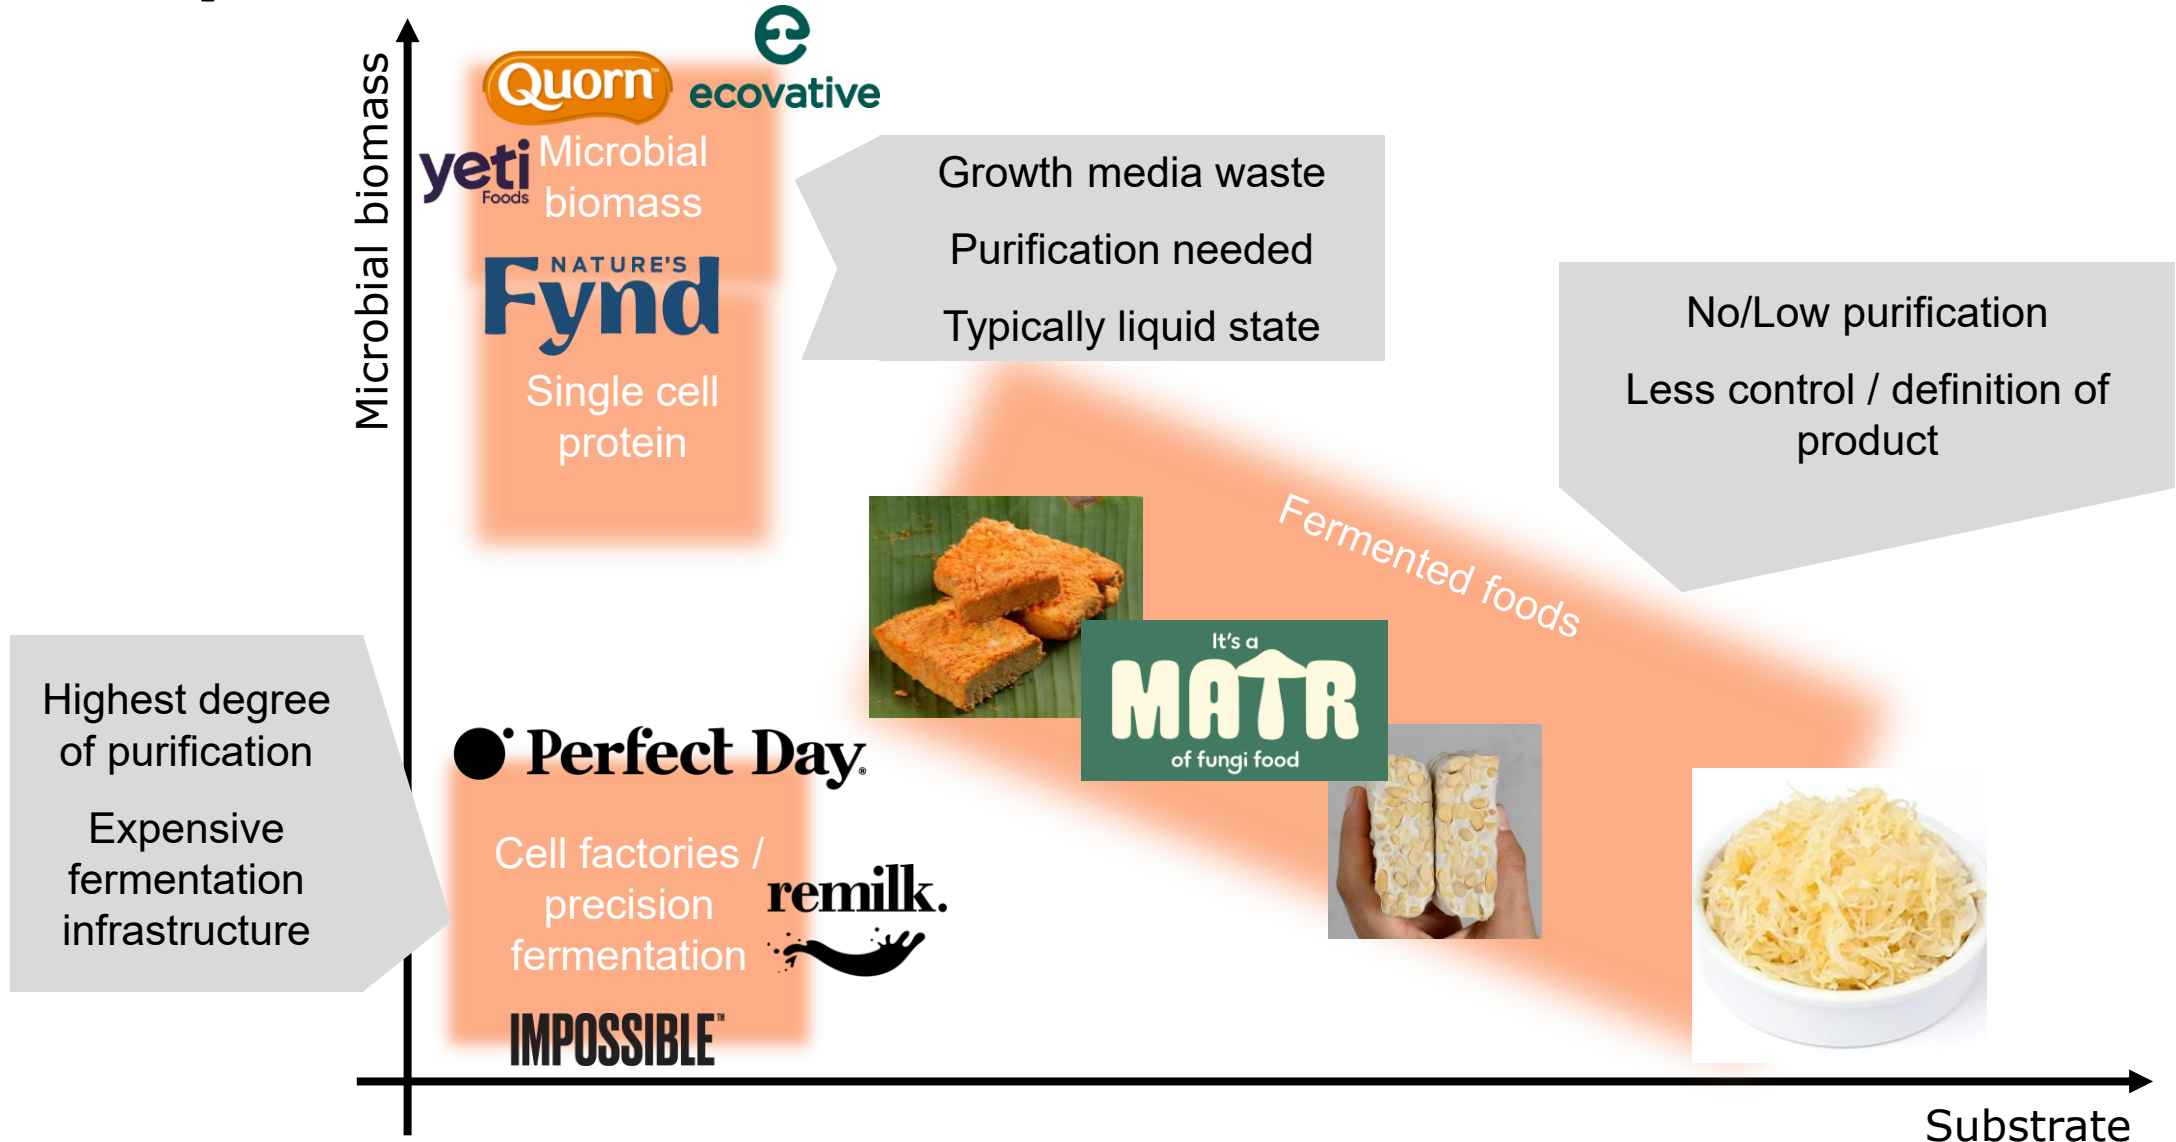 Microbial biomass
Quorn™
ecovative
yeti
Foods
Microbial
biomass
NATURE'S
Fynd
Single cell
protein
Growth media waste
Purification needed
Typically liquid state
No/Low purification
Less control / definition of
product
Fermented foods
It's a
MATR
of fungi food
Highest degree
of purification
Expensive
fermentation
infrastructure
Perfect Day®
Cell factories /
precision
fermentation
remilk.
IMPOSSIBLE™
Substrate